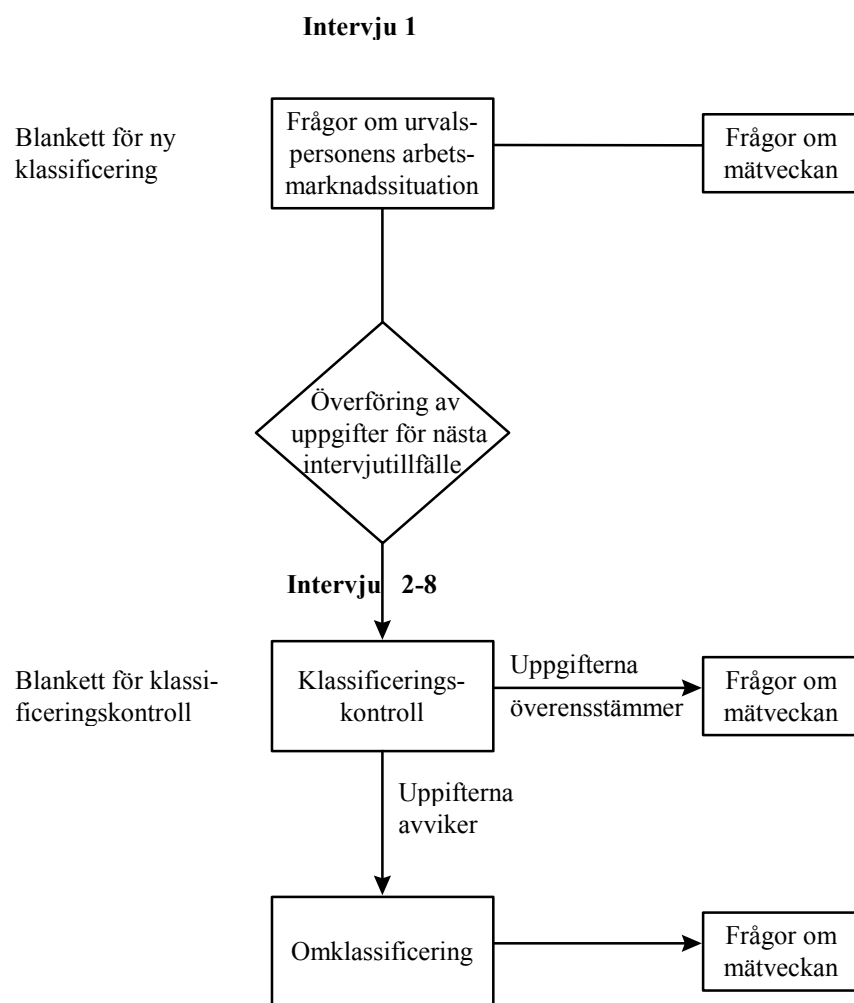 Intervju 1
Blankett för ny
klassificering
Frågor om urvals-
personens arbets-
marknadssituation
Frågor om
mätveckan
Överföring av
uppgifter för nästa
intervjutillfälle
Intervju 2-8
Blankett för klassi-
ficeringskontroll
Klassificerings-
kontroll
Uppgifterna
överensstämmer
Frågor om
mätveckan
Uppifterna
avviker
Omklassificering
Frågor om
mätveckan